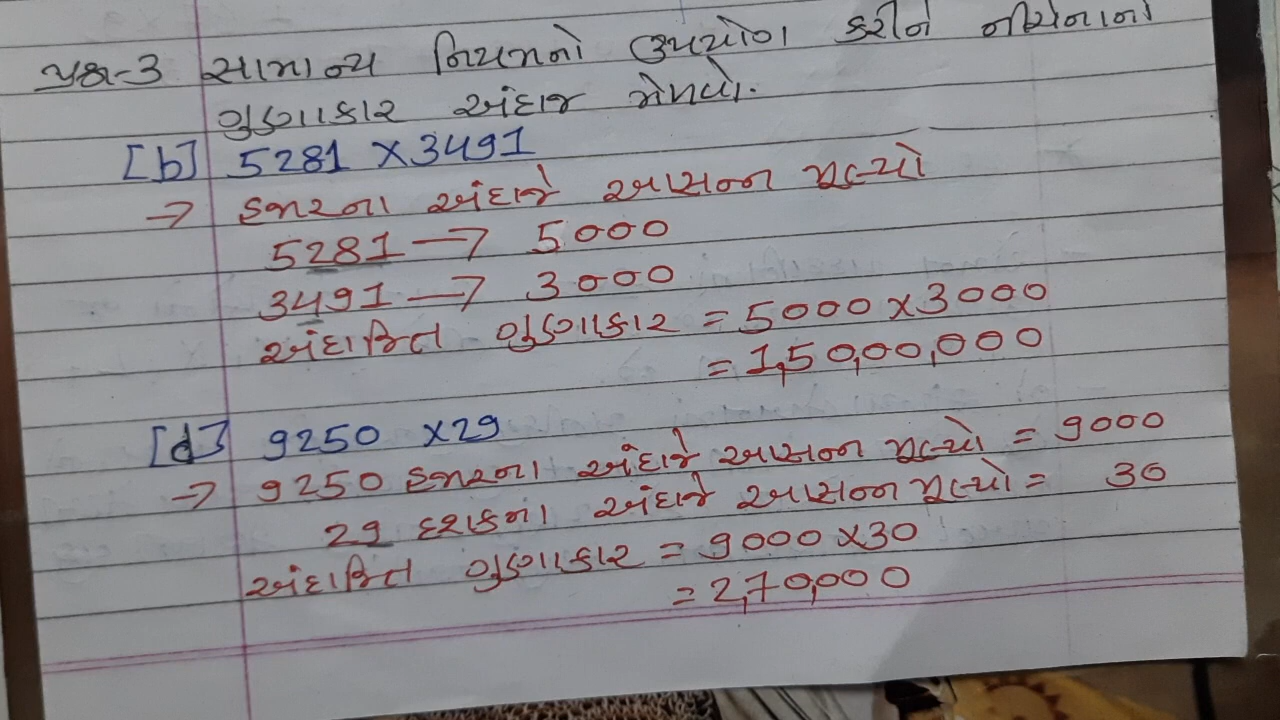 પ્રશ્ન-3 સામાન્ય નિયમનો ઉપયોગ કરીને નીચેનાનો
ગુણાકાર અંદાજ મેળવો.
[b] 5281 X 3491
→ હજારના અંદાજે આસન્ન મૂલ્યો
5281 → 5000
3491 → 3000
અંદાજિત ગુણાકાર = 5000 X 3000
= 1,50,00,000
[d] 9250 X 29
→ 9250 હજારના અંદાજે આસન્ન મૂલ્યો = 9000
29 દશકના અંદાજે આસન્ન મૂલ્યો = 30
અંદાજિત ગુણાકાર = 9000 X 30
= 2,70,000